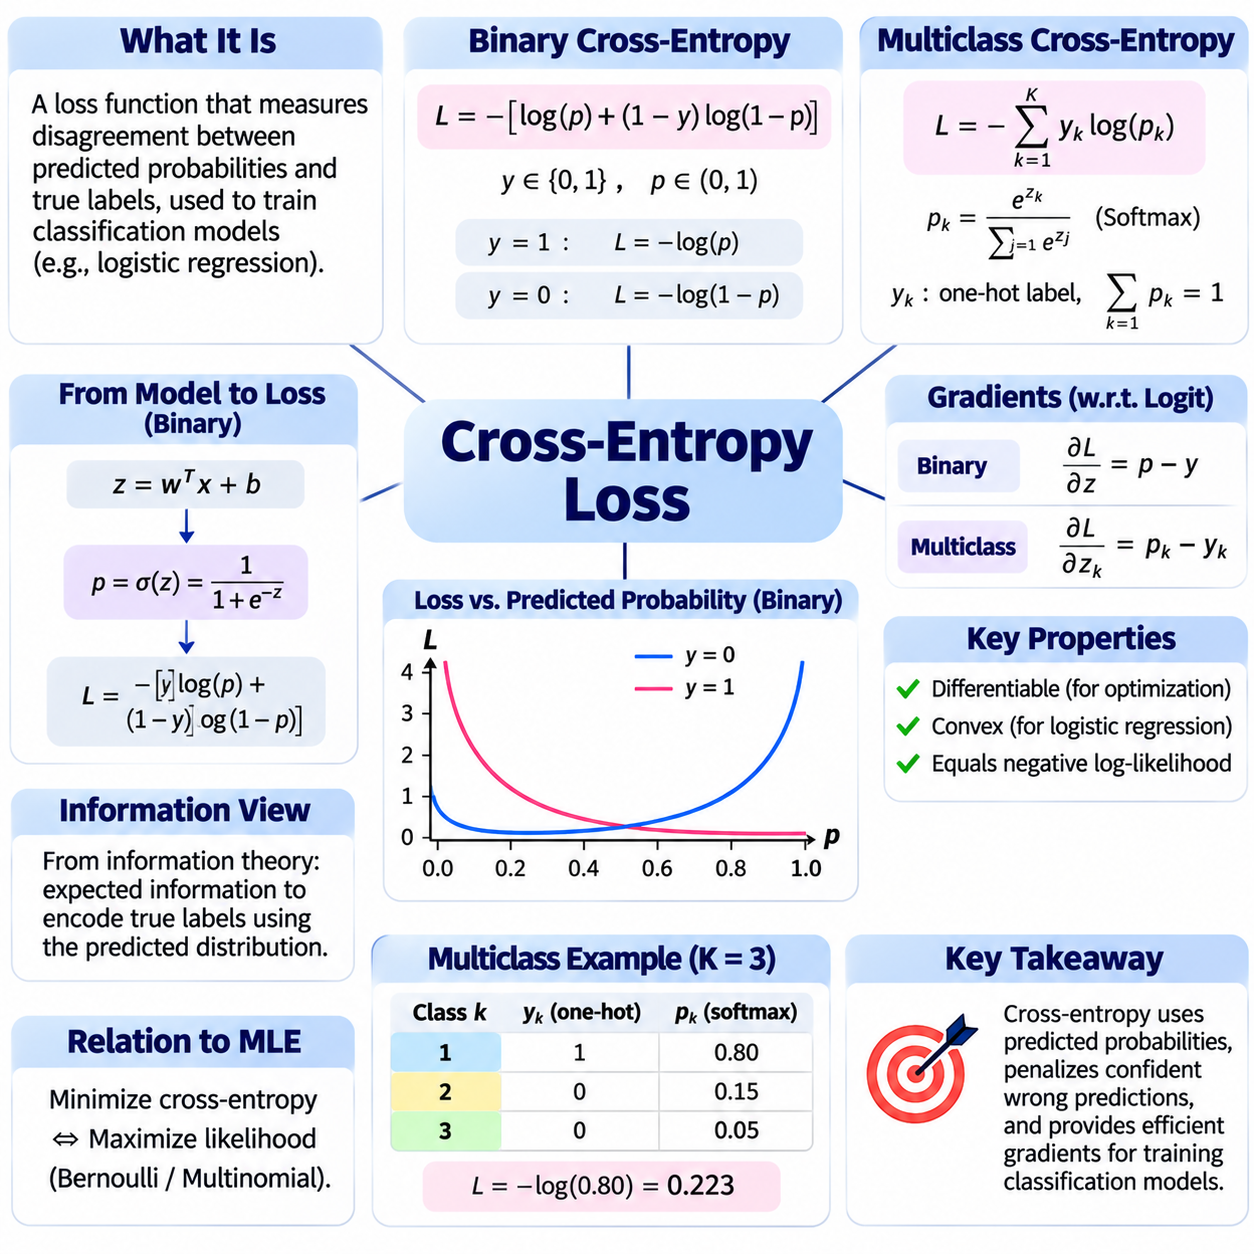 What It Is
A loss function that measures
disagreement between
predicted probabilities and
true labels, used to train
classification models
(e.g., logistic regression).
Binary Cross-Entropy
L = −[log(p) + (1 − y) log(1 − p)]
y ∈ {0, 1} , p ∈ (0, 1)
y = 1 : L = −log(p)
y = 0 : L = −log(1 − p)
Multiclass Cross-Entropy
L = − ∑_{k=1}^{K} y_k log(p_k)
p_k = e^{z_k} / ∑_{j=1} e^{z_j} (Softmax)
y_k : one-hot label, ∑_{k=1} p_k = 1
From Model to Loss
(Binary)
z = w^T x + b
p = σ(z) = 1 / (1 + e^{−z})
L = −[y]log(p) +
(1 − y)] og(1 − p)]
Cross-Entropy
Loss
Gradients (w.r.t. Logit)
Binary ∂L/∂z = p − y
Multiclass ∂L/∂z_k = p_k − y_k
Loss vs. Predicted Probability (Binary)
L
y = 0
y = 1
4
3
2
1
0
p
0.0 0.2 0.4 0.6 0.8 1.0
Key Properties
Differentiable (for optimization)
Convex (for logistic regression)
Equals negative log-likelihood
Information View
From information theory:
expected information to
encode true labels using
the predicted distribution.
Relation to MLE
Minimize cross-entropy
⇔ Maximize likelihood
(Bernoulli / Multinomial).
Multiclass Example (K = 3)
Class k y_k (one-hot) p_k (softmax)
1 1 0.80
2 0 0.15
3 0 0.05
L = −log(0.80) = 0.223
Key Takeaway
Cross-entropy uses
predicted probabilities,
penalizes confident
wrong predictions,
and provides efficient
gradients for training
classification models.